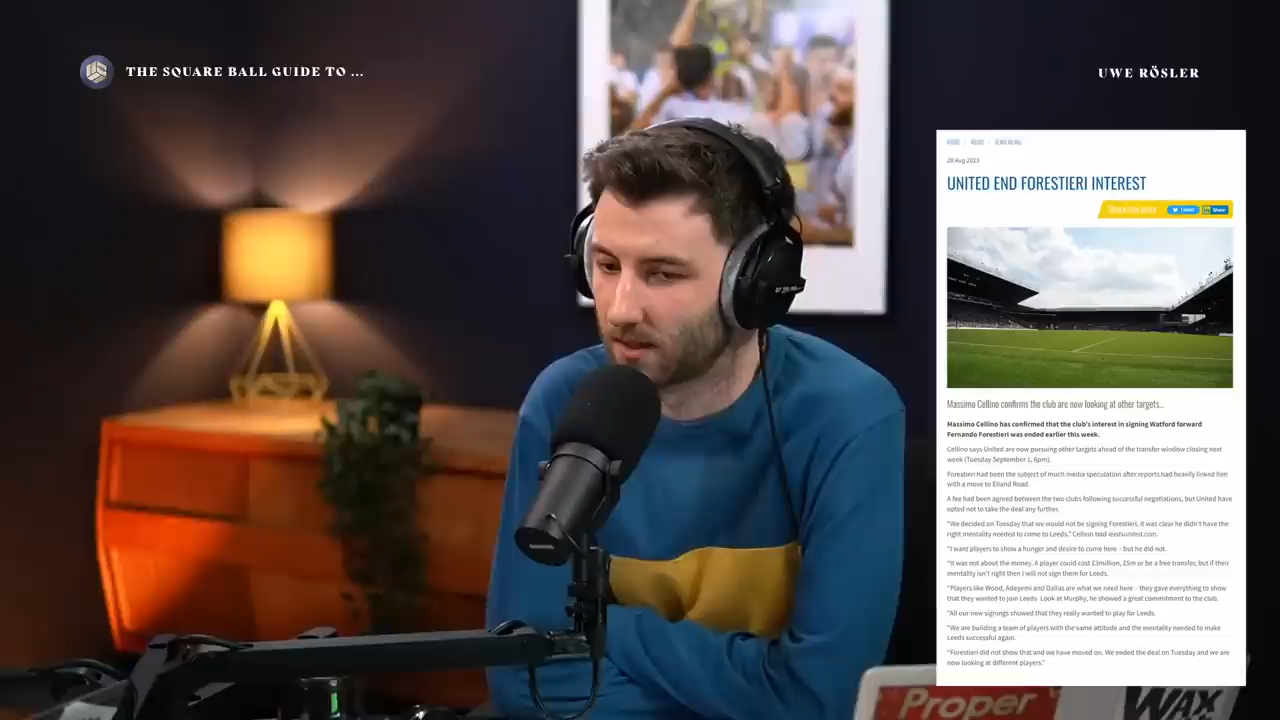 THE SQUARE BALL GUIDE TO ...
UWE RÖSLER
28 Aug 2015
UNITED END FORESTIERI INTEREST
Share
Massimo Cellino confirms the club are now looking at other targets...
Massimo Cellino has confirmed that the club's interest in signing Watford forward
Fernando Forestieri was ended earlier this week.
Cellino says United are now pursuing other targets ahead of the transfer window closing next
week (Tuesday September 1, 6pm).
Forestieri had been the subject of much media speculation after reports had heavily linked him
with a move to Elland Road.
A fee had been agreed between the two clubs following successful negotiations, but United have
opted not to take the deal any further.
"We decided on Tuesday that we would not be signing Forestieri, it was clear he didn't have the
right mentality needed to come to Leeds," Cellino told leedsunited.com.
"I want players to show a hunger and desire to come here - but he did not.
"It was not about the money. A player could cost £3million, £5m or be a free transfer, but if their
mentality isn't right then I will not sign them for Leeds.
"Players like Wood, Adeyemi and Dallas are what we need here - they gave everything to show
that they wanted to join Leeds. Look at Murphy, he showed a great commitment to the club.
"All our new signings showed that they really wanted to play for Leeds.
"We are building a team of players with the same attitude and the mentality needed to make
Leeds successful again.
"Forestieri did not show that and we have moved on. We ended the deal on Tuesday and we are
now looking at different players."
Proper
WAX